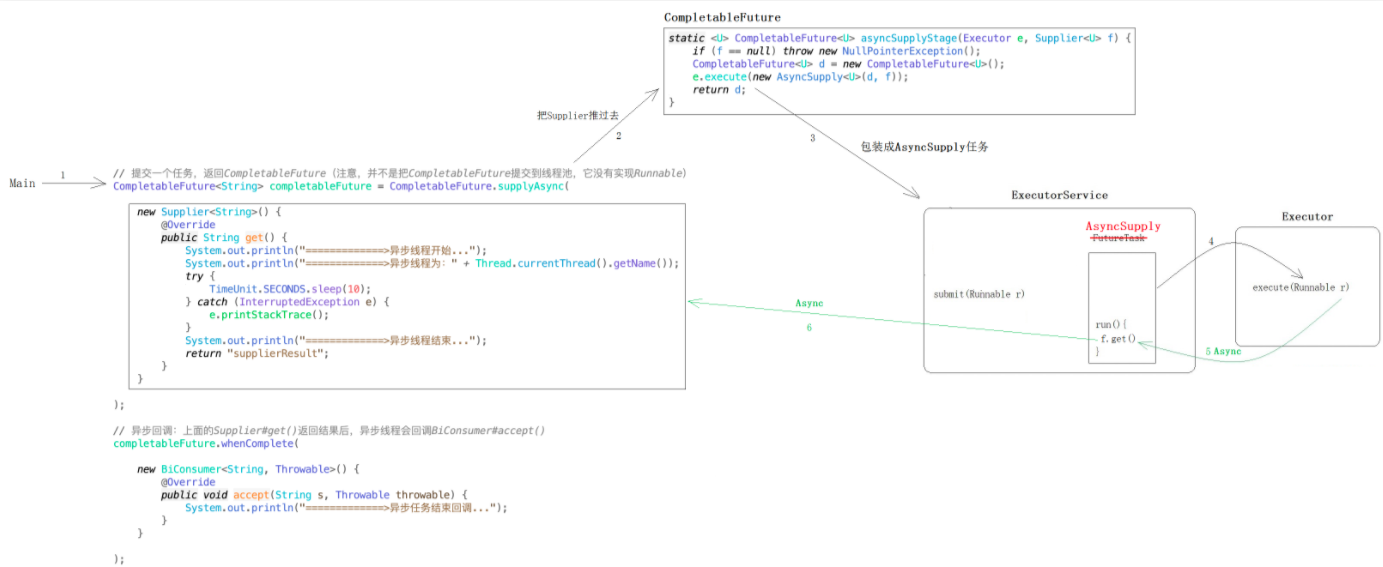 CompletableFuture
static <U> CompletableFuture<U> asyncSupplyStage(Executor e, Supplier<U> f) {
if (f == null) throw new NullPointerException();
CompletableFuture<U> d = new CompletableFuture<U>();
e.execute(new AsyncSupply<U>(d, f));
return d;
}
把Supplier推过去
2
3
包装成AsyncSupply任务
Main
1
// 提交一个任务，返回CompletableFuture（注意，并不是把CompletableFuture提交到线程池，它没有实现Runnable）
CompletableFuture<String> completableFuture = CompletableFuture.supplyAsync(
new Supplier<String>() {
@Override
public String get() {
System.out.println("=============>异步线程开始...");
System.out.println("=============>异步线程为：" + Thread.currentThread().getName());
try {
TimeUnit.SECONDS.sleep(10);
} catch (InterruptedException e) {
e.printStackTrace();
}
System.out.println("=============>异步线程结束...");
return "supplierResult";
}
}
);
ExecutorService
AsyncSupply
FutureTask
submit(Runnable r)
run(){
f.get()
}
4
Executor
execute(Runnable r)
5 Async
Async
6
// 异步回调：上面的Supplier#get()返回结果后，异步线程会回调BiConsumer#accept()
completableFuture.whenComplete(
new BiConsumer<String, Throwable>() {
@Override
public void accept(String s, Throwable throwable) {
System.out.println("=============>异步任务结束回调...");
}
}
);